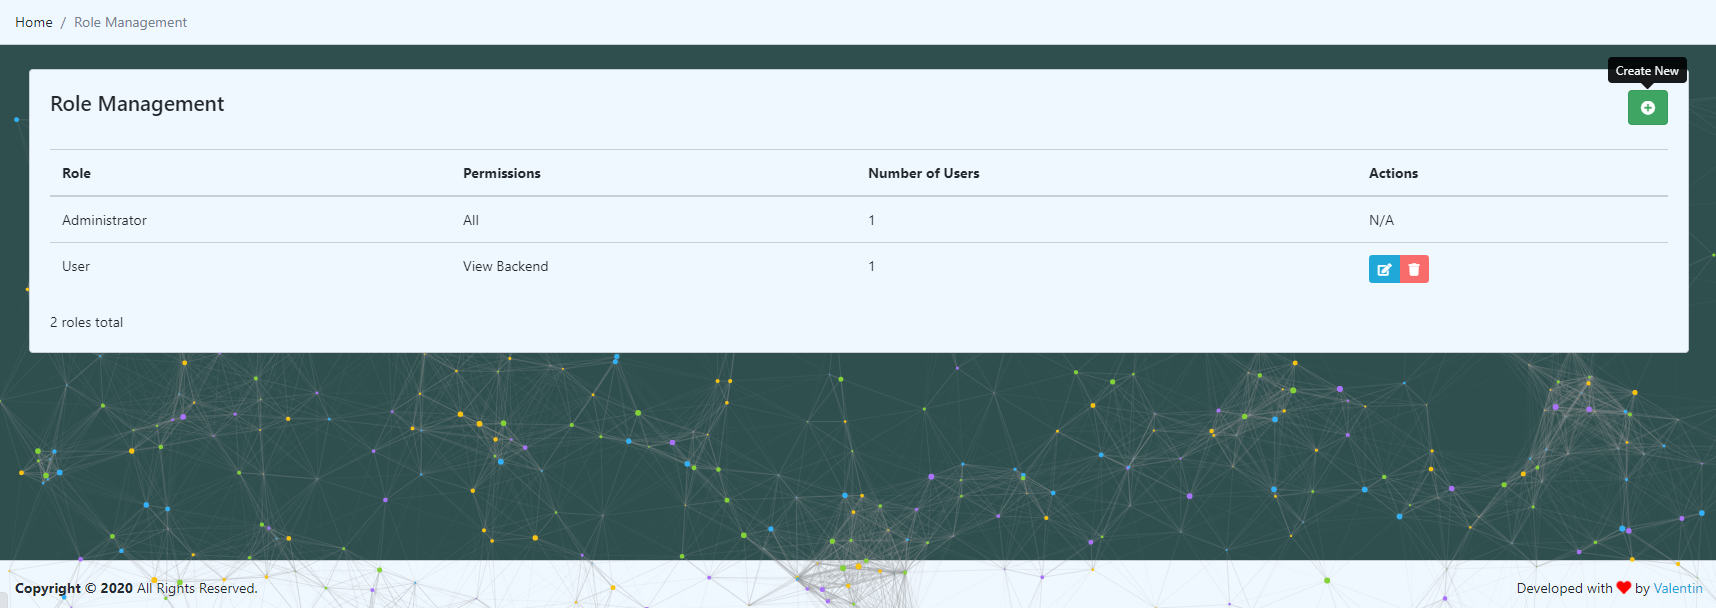 Home / Role Management
Create New
Role Management
Role Permissions Number of Users Actions
Administrator All 1 N/A
User View Backend 1
2 roles total
Copyright © 2020 All Rights Reserved. Developed with ❤ by Valentin